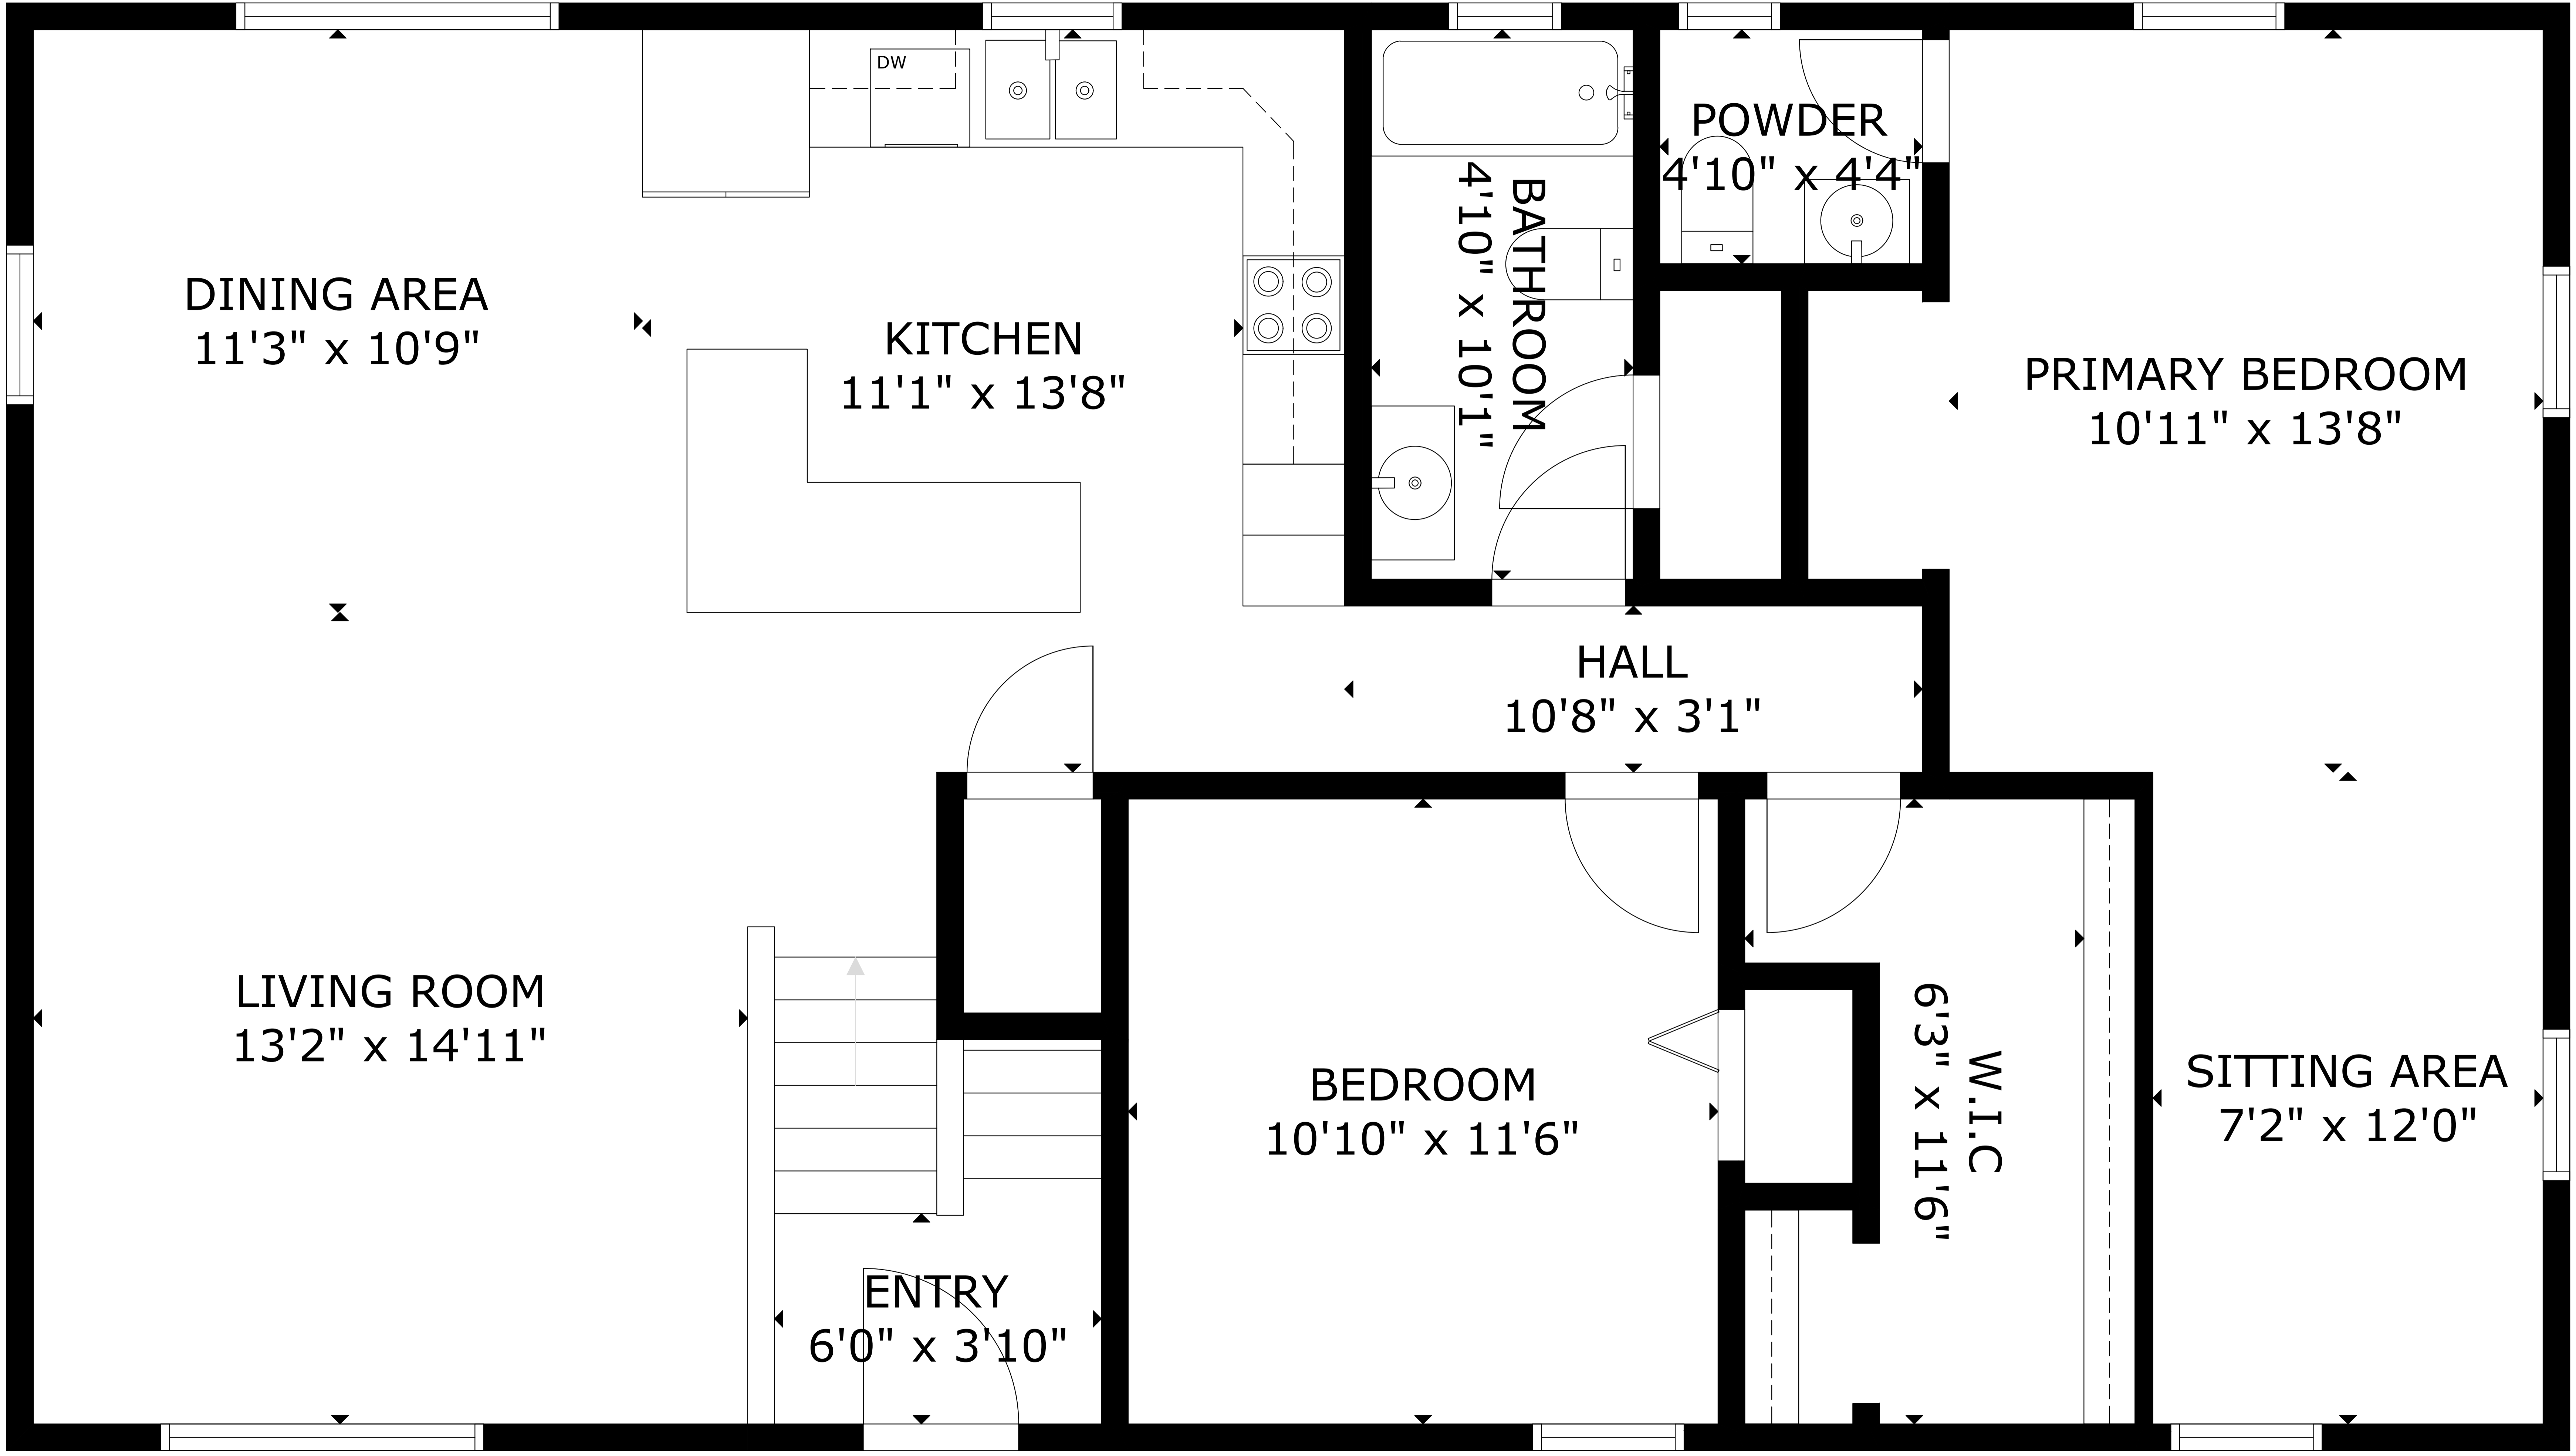 DW
POWDER
4'10" x 4'4"
BATHROOM
4'10" x 10'1"
DINING AREA
11'3" x 10'9"
KITCHEN
11'1" x 13'8"
PRIMARY BEDROOM
10'11" x 13'8"
HALL
10'8" x 3'1"
LIVING ROOM
13'2" x 14'11"
BEDROOM
10'10" x 11'6"
W.I.C
6'3" x 11'6"
SITTING AREA
7'2" x 12'0"
ENTRY
6'0" x 3'10"